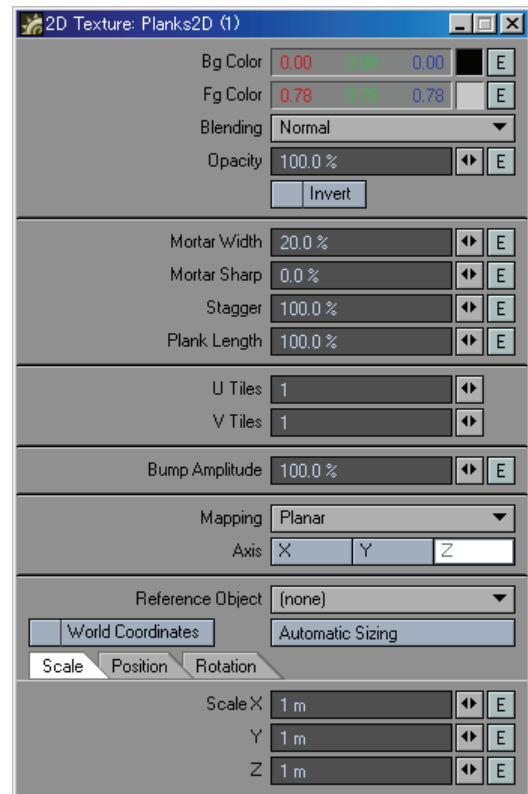 2D Texture: Planks2D (1)
Bg Color 0.00 0.00 0.00 E
Fg Color 0.78 0.78 0.78 E
Blending Normal
Opacity 100.0 % E
Invert
Mortar Width 20.0 % E
Mortar Sharp 0.0 % E
Stagger 100.0 % E
Plank Length 100.0 % E
U Tiles 1
V Tiles 1
Bump Amplitude 100.0 % E
Mapping Planar
Axis X Y Z
Reference Object (none)
World Coordinates Automatic Sizing
Scale Position Rotation
Scale X 1 m E
Y 1 m E
Z 1 m E